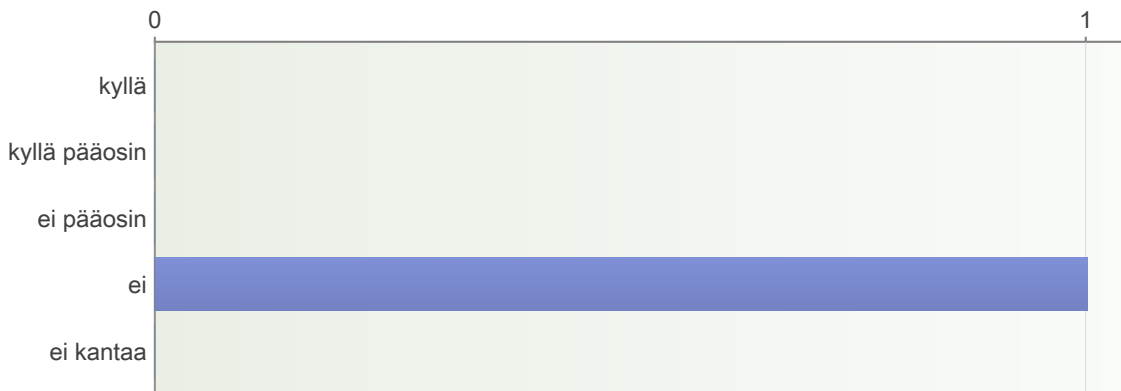 0 1
kyllä
kyllä pääosin
ei pääosin
ei
ei kantaa